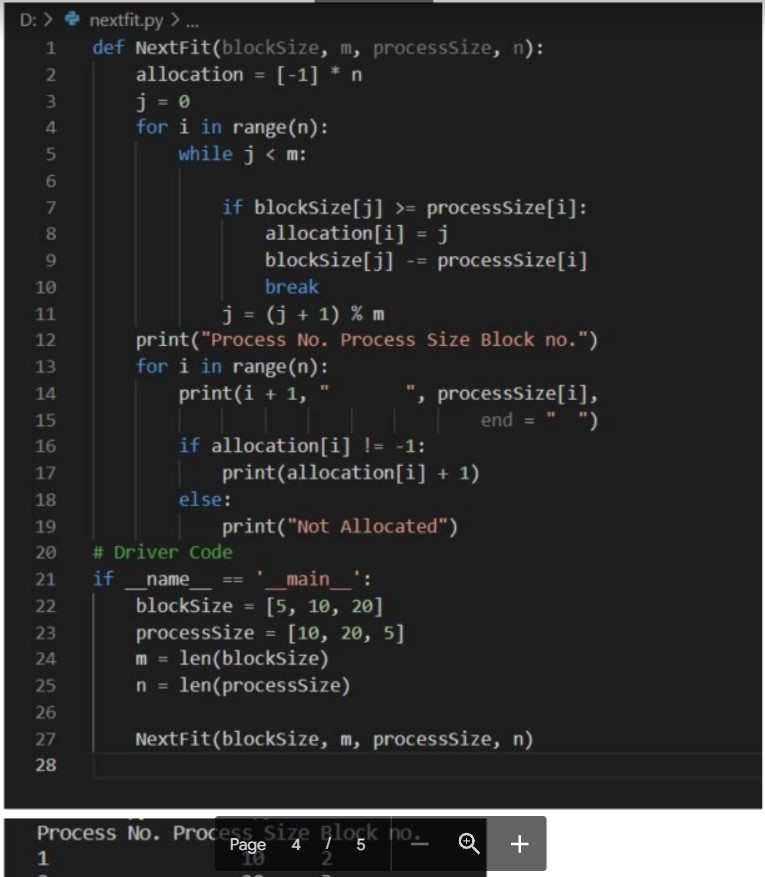 D: > nextfit.py > ...
1 def NextFit(blockSize, m, processSize, n):
2     allocation = [-1] * n
3     j = 0
4     for i in range(n):
5         while j < m:
6
7             if blockSize[j] >= processSize[i]:
8                 allocation[i] = j
9                 blockSize[j] -= processSize[i]
10                 break
11             j = (j + 1) % m
12     print("Process No. Process Size Block no.")
13     for i in range(n):
14         print(i + 1, "       ", processSize[i],
15                                     end = "  ")
16         if allocation[i] != -1:
17             print(allocation[i] + 1)
18         else:
19             print("Not Allocated")
20 # Driver Code
21 if __name__ == '__main__':
22     blockSize = [5, 10, 20]
23     processSize = [10, 20, 5]
24     m = len(blockSize)
25     n = len(processSize)
26
27     NextFit(blockSize, m, processSize, n)
28
Process No. Process Size Block no.
Page 4 / 5
1 10 2